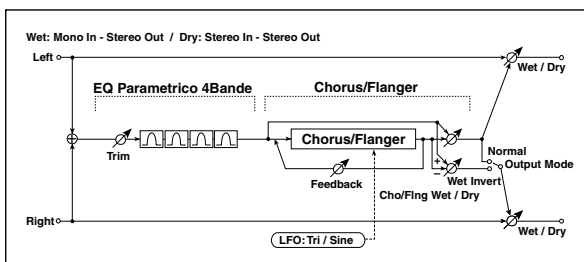 Wet: Mono In - Stereo Out / Dry: Stereo In - Stereo Out
Left
Wet / Dry
EQ Parametrico 4Bande
Chorus/Flanger
Trim
Chorus/Flanger
Normal
Output Mode
+
−
Wet Invert
Feedback
Cho/Flng Wet / Dry
Right
Wet / Dry
LFO: Tri / Sine